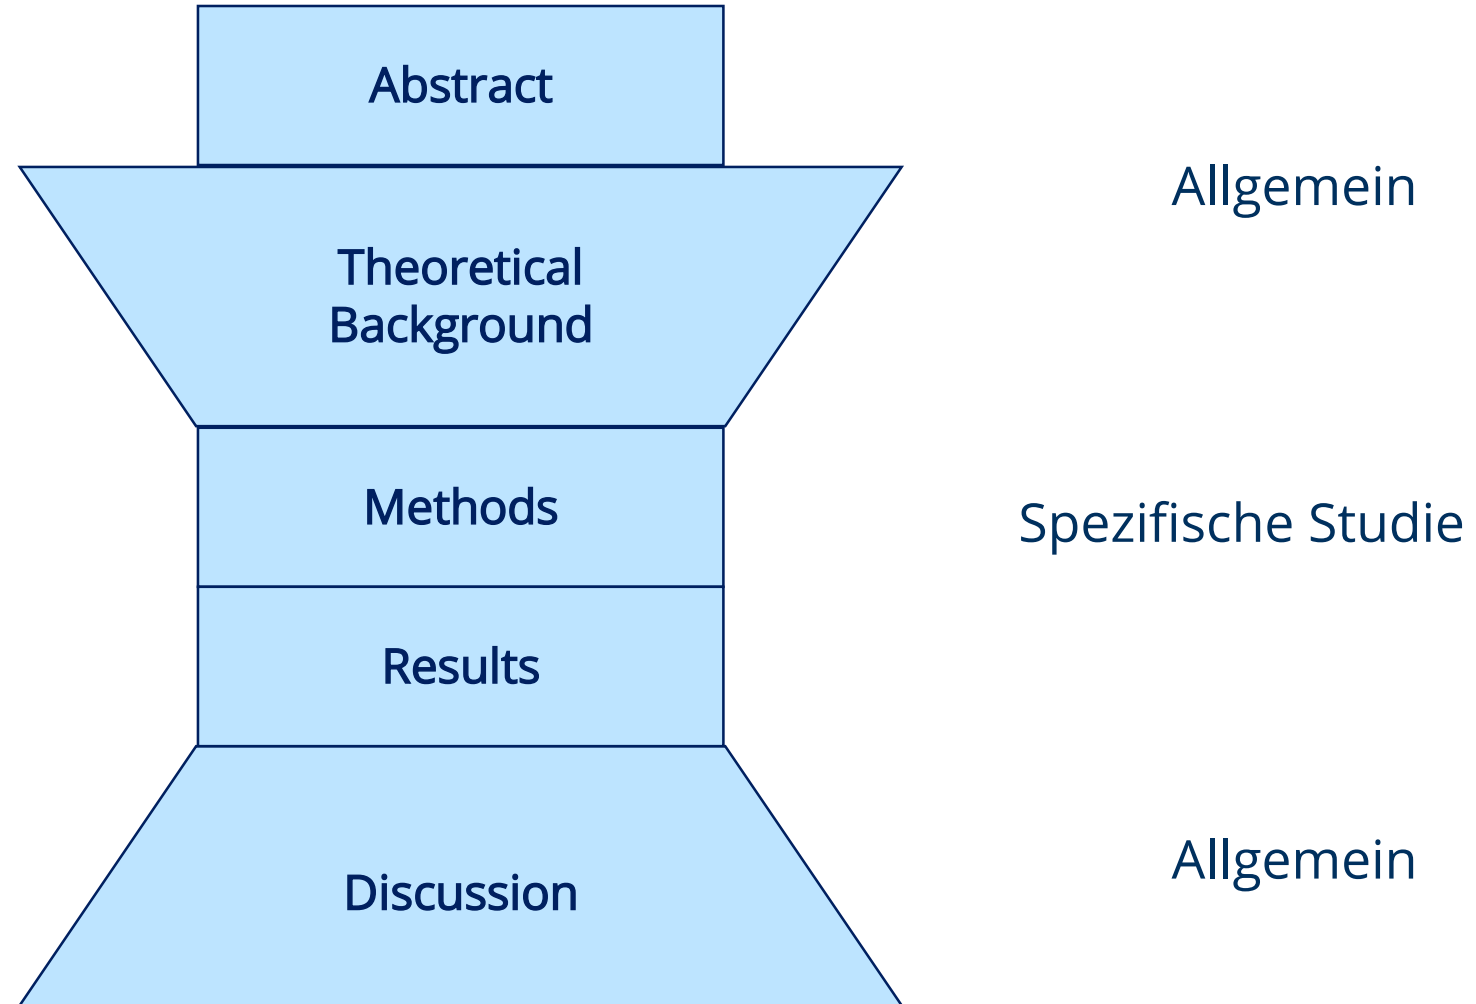 Abstract
Allgemein
Theoretical
Background
Methods
Spezifische Studie
Results
Allgemein
Discussion